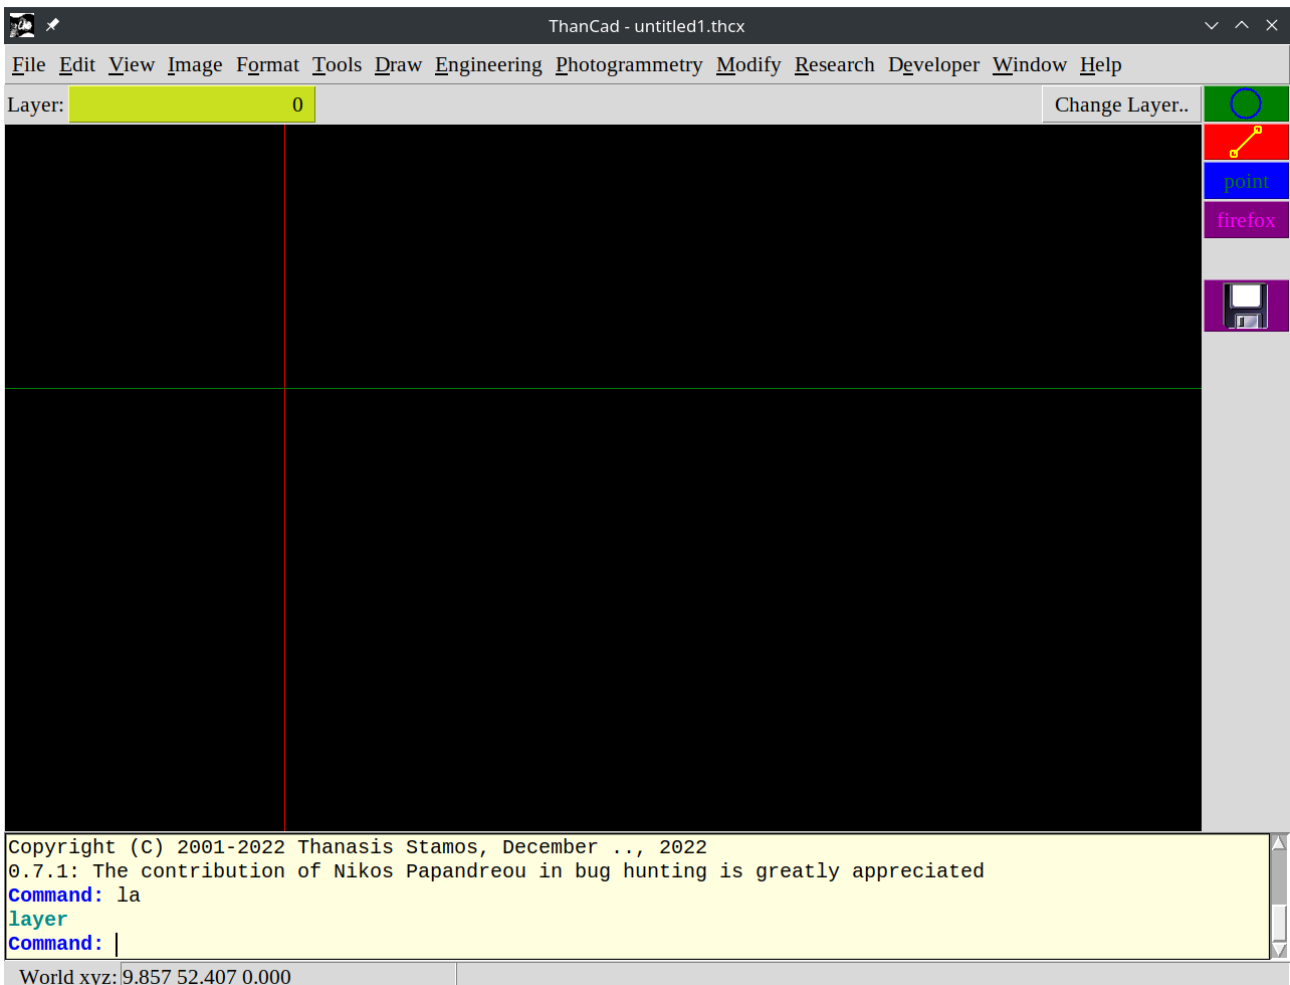 ThanCad - untitled1.thcx
File Edit View Image Format Tools Draw Engineering Photogrammetry Modify Research Developer Window Help
Layer: 0 Change Layer..
point
firefox
Copyright (C) 2001-2022 Thanasis Stamos, December .., 2022
0.7.1: The contribution of Nikos Papandreou in bug hunting is greatly appreciated
Command: la
layer
Command:
World xyz: 9.857 52.407 0.000